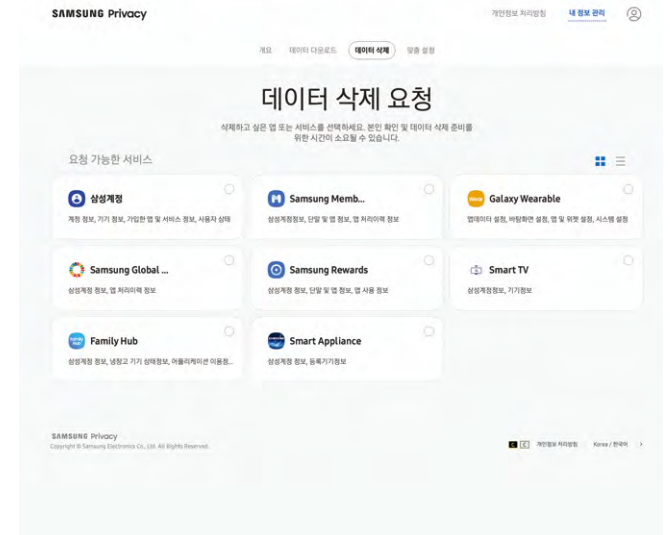 SAMSUNG Privacy
개인정보 처리방침
내 정보 관리
개요
데이터 다운로드
데이터 삭제
맞춤 설정
데이터 삭제 요청
삭제하고 싶은 앱 또는 서비스를 선택하세요. 본인 확인 및 데이터 삭제 준비를
위한 시간이 소요될 수 있습니다.
요청 가능한 서비스
삼성계정
계정 정보, 기기 정보, 가입한 앱 및 서비스 정보, 사용자 상태
Samsung Memb...
삼성계정정보, 단말 및 앱 정보, 앱 처리이력 정보
Galaxy Wearable
앱데이터 설정, 바탕화면 설정, 앱 및 위젯 설정, 시스템 설정
Samsung Global ...
삼성계정 정보, 앱 처리이력 정보
Samsung Rewards
삼성계정 정보, 단말 및 앱 정보, 앱 사용 정보
Smart TV
삼성계정정보, 기기정보
Family Hub
삼성계정 정보, 냉장고 기기 상태정보, 어플리케이션 이용정...
Smart Appliance
삼성계정 정보, 등록기기정보
SAMSUNG Privacy
Copyright © Samsung Electronics Co., Ltd. All Rights Reserved.
C
C
개인정보 처리방침
Korea / 한국어